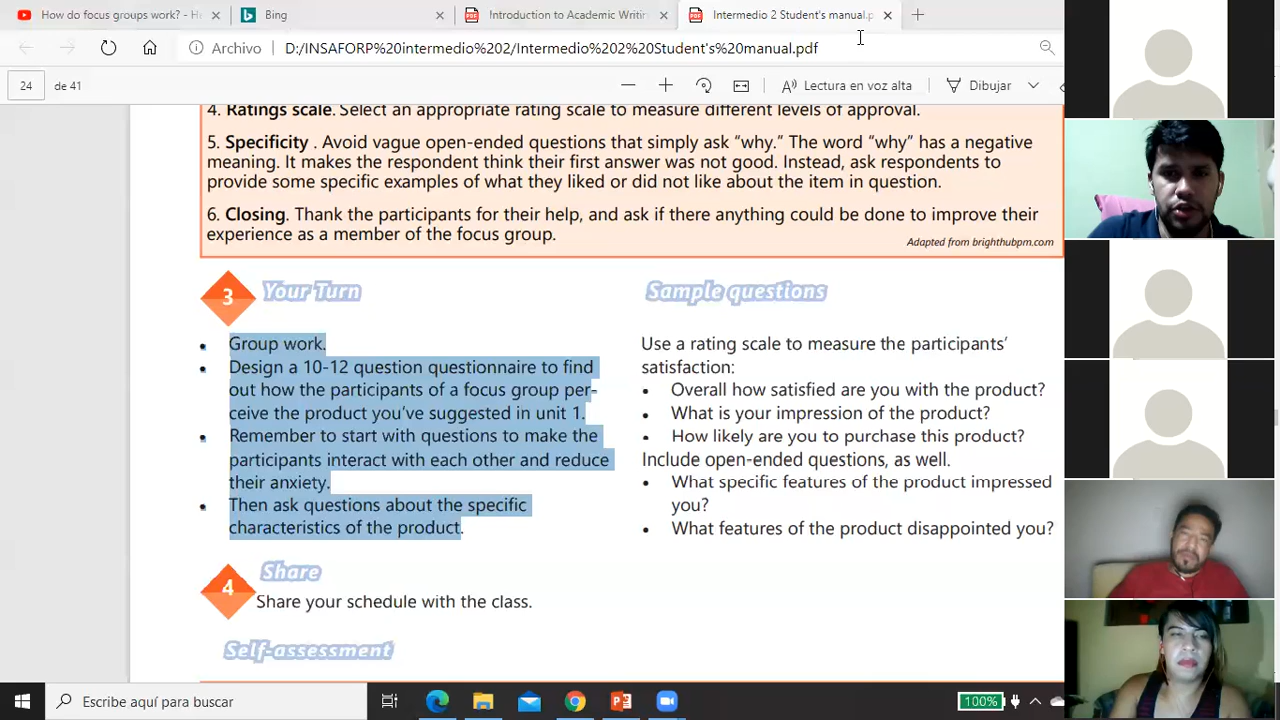 How do focus groups work? - He
Bing
Introduction to Academic Writin
Intermedio 2 Student's manual.p
Archivo
D:/INSAFORP%20intermedio%202/Intermedio%202%20Student's%20manual.pdf
24
de 41
Lectura en voz alta
Dibujar
4. Ratings scale. Select an appropriate rating scale to measure different levels of approval.
5. Specificity . Avoid vague open-ended questions that simply ask “why.” The word “why” has a negative
meaning. It makes the respondent think their first answer was not good. Instead, ask respondents to
provide some specific examples of what they liked or did not like about the item in question.
6. Closing. Thank the participants for their help, and ask if there anything could be done to improve their
experience as a member of the focus group.
Adapted from brighthubpm.com
3
Your Turn
• Group work.
• Design a 10-12 question questionnaire to find
out how the participants of a focus group per-
ceive the product you’ve suggested in unit 1.
• Remember to start with questions to make the
participants interact with each other and reduce
their anxiety.
• Then ask questions about the specific
characteristics of the product.
Sample questions
Use a rating scale to measure the participants’
satisfaction:
• Overall how satisfied are you with the product?
• What is your impression of the product?
• How likely are you to purchase this product?
Include open-ended questions, as well.
• What specific features of the product impressed
you?
• What features of the product disappointed you?
4
Share
Share your schedule with the class.
Self-assessment
Escribe aquí para buscar
100%